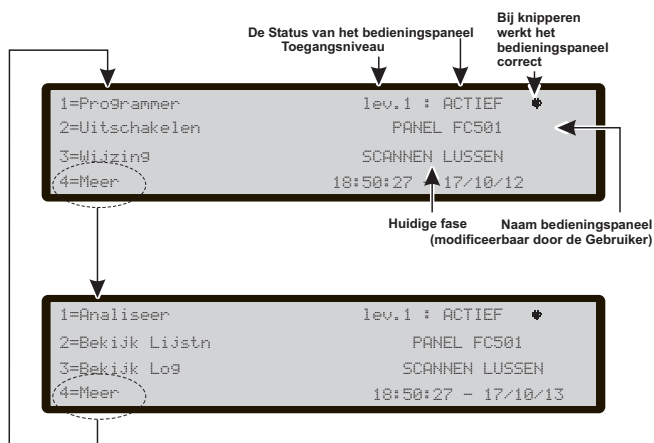 De Status van het bedieningspaneel
Toegangsniveau
Bij knipperen
werkt het
bedieningspaneel
correct
1=Pro9rammer lev.1 : ACTIEF
2=Uitschakelen PANEL FC501
3=Wijzin9 SCANNEN LUSSEN
4=Meer 18:50:27 - 17/10/12
Huidige fase
(modificeerbaar door de Gebruiker)
Naam bedieningspaneel
1=Analiseer lev.1 : ACTIEF
2=Bekijk Lijstn PANEL FC501
3=Bekijk Lo9 SCANNEN LUSSEN
4=Meer 18:50:27 - 17/10/13